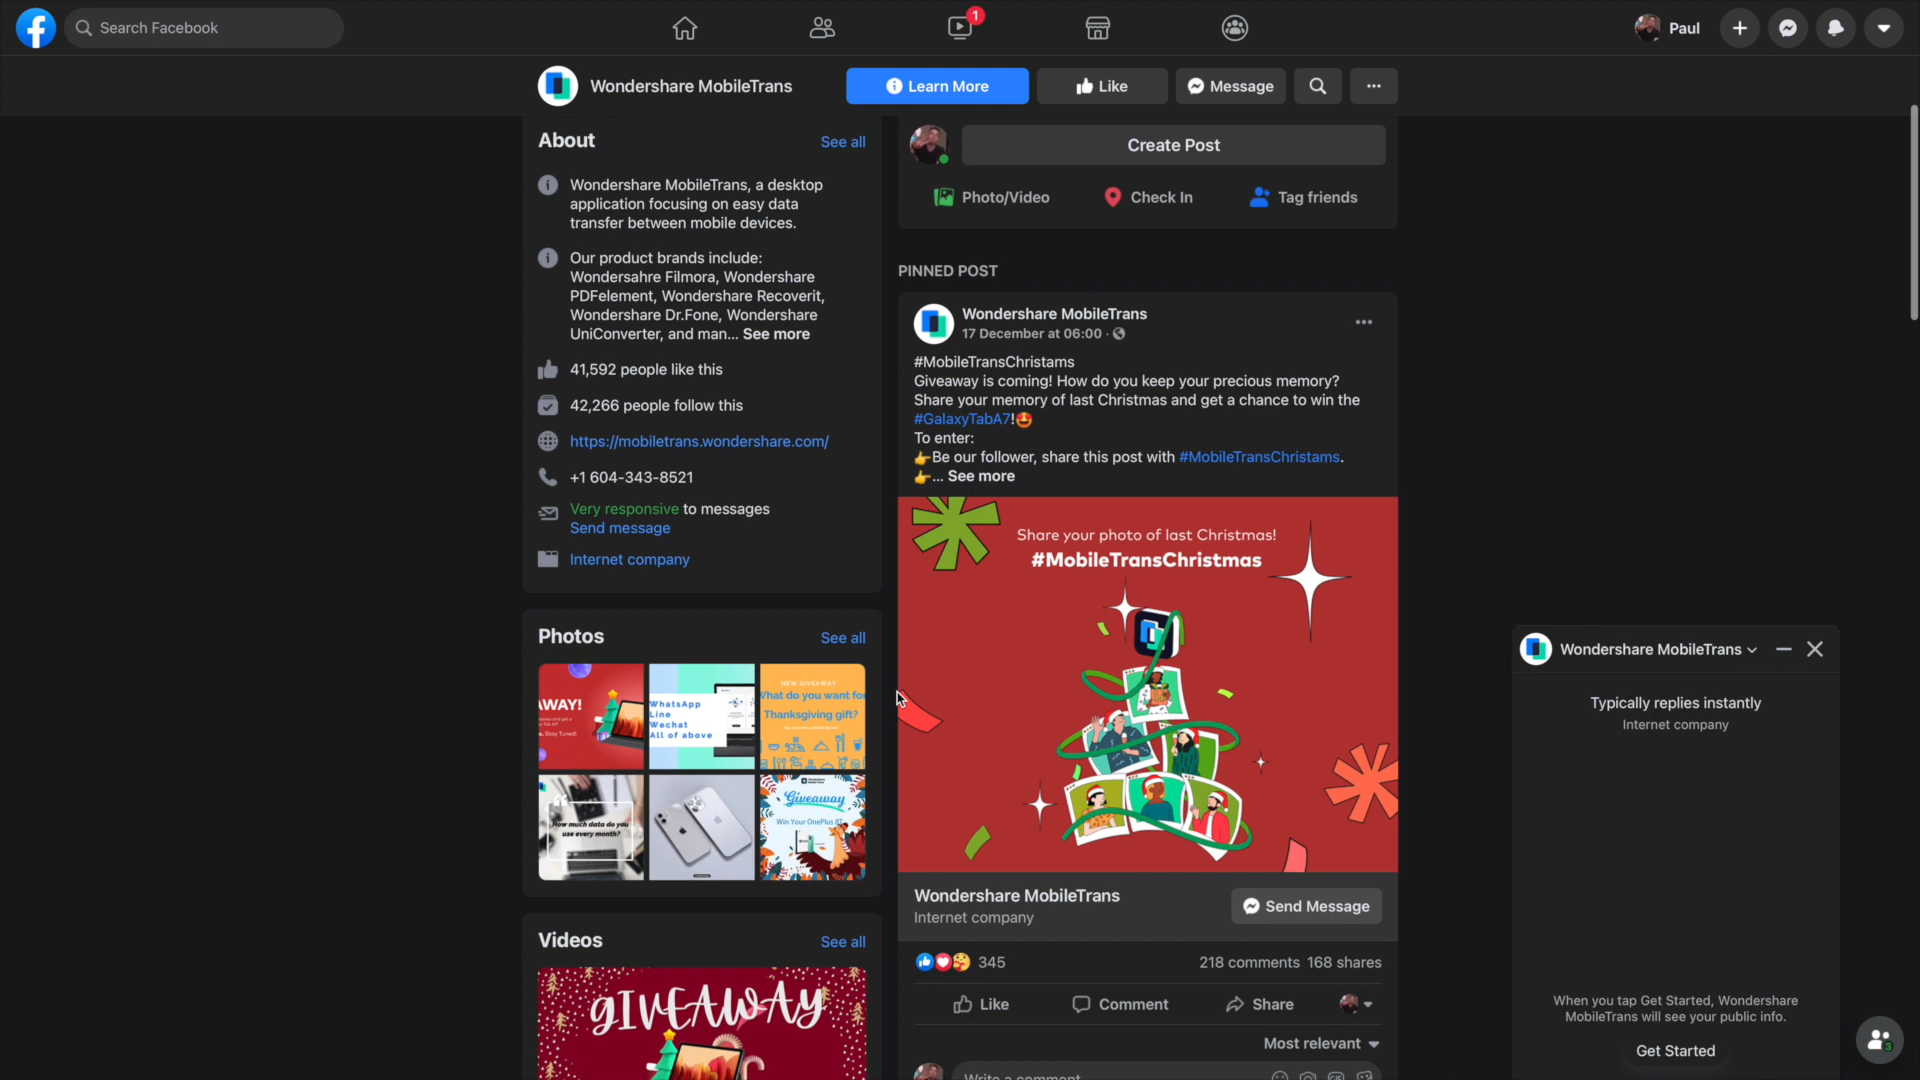 Search Facebook
1
Paul
Wondershare MobileTrans
Learn More
Like
Message
About
See all
Wondershare MobileTrans, a desktop
application focusing on easy data
transfer between mobile devices.
Our product brands include:
Wondersahre Filmora, Wondershare
PDFelement, Wondershare Recoverit,
Wondershare Dr.Fone, Wondershare
UniConverter, and man... See more
41,592 people like this
42,266 people follow this
https://mobiletrans.wondershare.com/
+1 604-343-8521
Very responsive to messages
Send message
Internet company
Photos
See all
AWAY!
Stay Tuned!
WhatsApp
Line
Wechat
All of above
NEW GIVEAWAY
What do you want for
Thanksgiving gift?
How much data do you
use every month?
Giveaway
Win Your OnePlus 8T
Videos
See all
GIVEAWAY
Create Post
Photo/Video
Check In
Tag friends
PINNED POST
Wondershare MobileTrans
17 December at 06:00 ·
#MobileTransChristams
Giveaway is coming! How do you keep your precious memory?
Share your memory of last Christmas and get a chance to win the
#GalaxyTabA7!🤩
To enter:
👉Be our follower, share this post with #MobileTransChristams.
👉... See more
Share your photo of last Christmas!
#MobileTransChristmas
Wondershare MobileTrans
Internet company
Send Message
345
218 comments 168 shares
Like
Comment
Share
Most relevant
Write a comment
Wondershare MobileTrans
Typically replies instantly
Internet company
When you tap Get Started, Wondershare
MobileTrans will see your public info.
Get Started
3